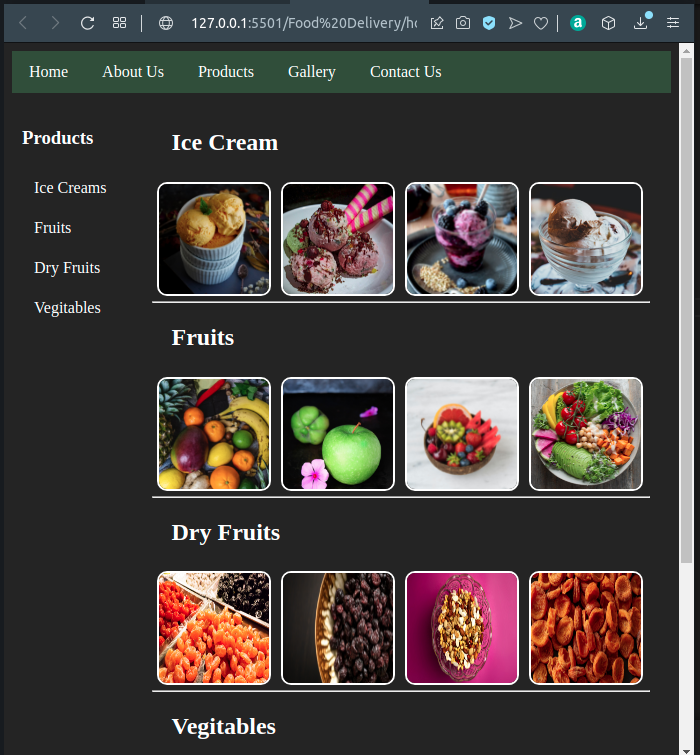 127.0.0.1:5501/Food%20Delivery/ho
Home About Us Products Gallery Contact Us
Products
Ice Creams
Fruits
Dry Fruits
Vegitables
Ice Cream
Fruits
Dry Fruits
Vegitables